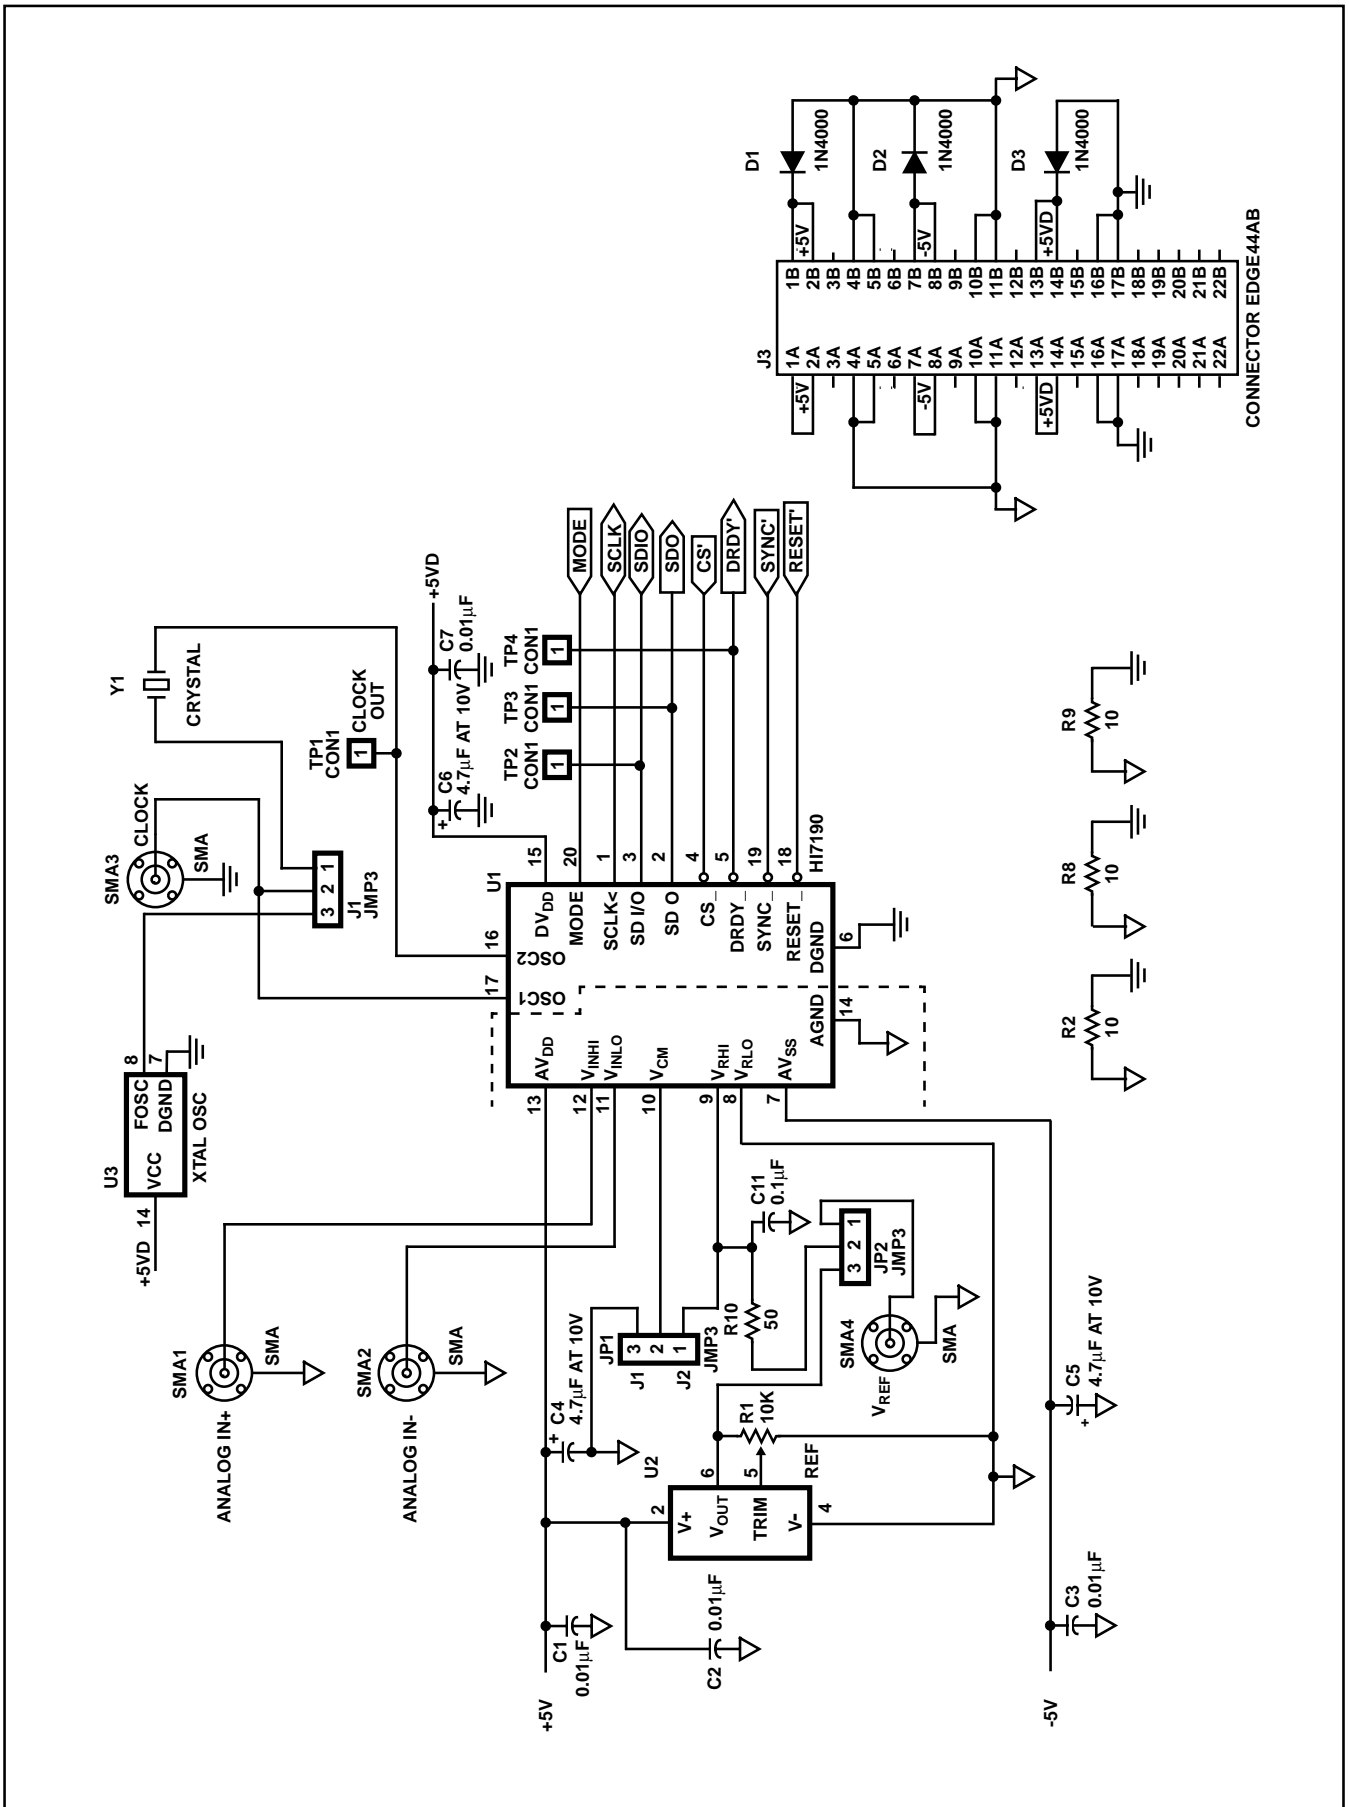 +5VD 14
U3
VCC
FOSC
DGND
8
7
XTAL OSC
SMA3
CLOCK
SMA
3 2 1
J1
JMP3
Y1
CRYSTAL
TP1
CON1
1
CLOCK
OUT
SMA1
SMA
ANALOG IN+
SMA2
SMA
ANALOG IN-
+5VD
C7
0.01µF
C6
4.7µF AT 10V
+
TP2
CON1
1
TP3
CON1
1
TP4
CON1
1
U1
HI7190
17
OSC1
16
OSC2
13
AVDD
12
VINHI
11
VINLO
10
VCM
9
VRHI
8
VRLO
7
AVSS
14
AGND
6
DGND
15
DVDD
20
MODE
1
SCLK<
3
SD I/O
2
SD O
4
CS_
5
DRDY_
19
SYNC_
18
RESET_
MODE
SCLK
SDIO
SDO
CS'
DRDY'
SYNC'
RESET'
+5V
C1
0.01µF
C2
0.01µF
+ C4
4.7µF AT 10V
U2
2
V+
6
VOUT
5
TRIM
4
V-
REF
R1
10K
JP1
3
2
1
J1
J2
JMP3
R10
50
C11
0.1µF
3 2 1
JP2
JMP3
SMA4
VREF
SMA
-5V
C3
0.01µF
+
C5
4.7µF AT 10V
R2
10
R8
10
R9
10
J3
CONNECTOR EDGE44AB
+5V
1A 1B
+5V
2A 2B
3A 3B
4A 4B
5A 5B
6A 6B
-5V
7A 7B
-5V
8A 8B
9A 9B
10A 10B
11A 11B
12A 12B
+5VD
13A 13B
+5VD
14A 14B
15A 15B
16A 16B
17A 17B
18A 18B
19A 19B
20A 20B
21A 21B
22A 22B
D1
1N4000
D2
1N4000
D3
1N4000